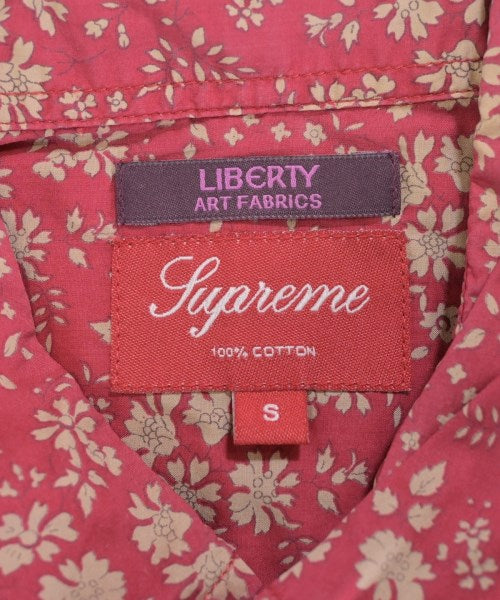 LIBERTY
ART FABRICS
Supreme
100% COTTON
S